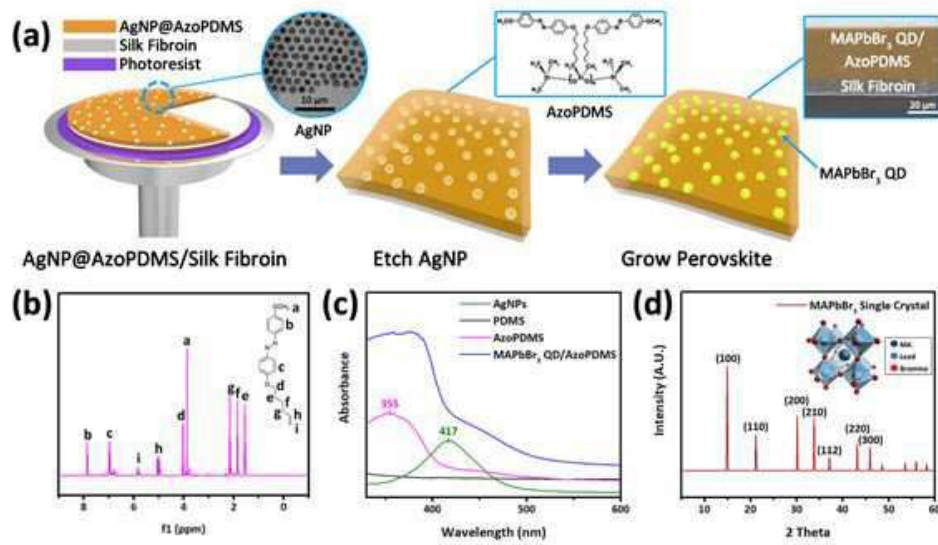 (a)
AgNP@AzoPDMS
Silk Fibroin
Photoresist
10 μm
AgNP
AzoPDMS
MAPbBr₃ QD/
AzoPDMS
Silk Fibroin
20 μm
MAPbBr₃ QD
AgNP@AzoPDMS/Silk Fibroin
Etch AgNP
Grow Perovskite
(b)
a
b
c
d
e
f
g
h
i
a
b
c
i
h
d
g
f
e
8
6
4
2
0
f1 (ppm)
(c)
AgNPs
PDMS
AzoPDMS
MAPbBr₃ QD/AzoPDMS
355
417
Absorbance
400
500
600
Wavelength (nm)
(d)
MAPbBr₃ Single Crystal
MA
Lead
Bromine
(100)
(110)
(200)
(210)
(112)
(220)
(300)
Intensity (A.U.)
10
20
30
40
50
60
2 Theta